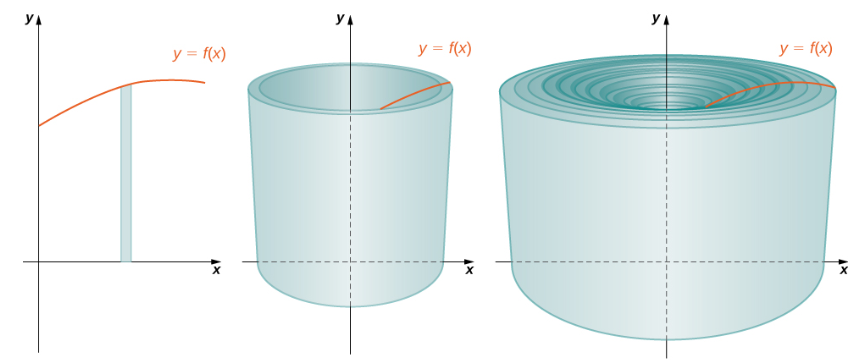 y
y = f(x)
x
y
y = f(x)
x
y
y = f(x)
x